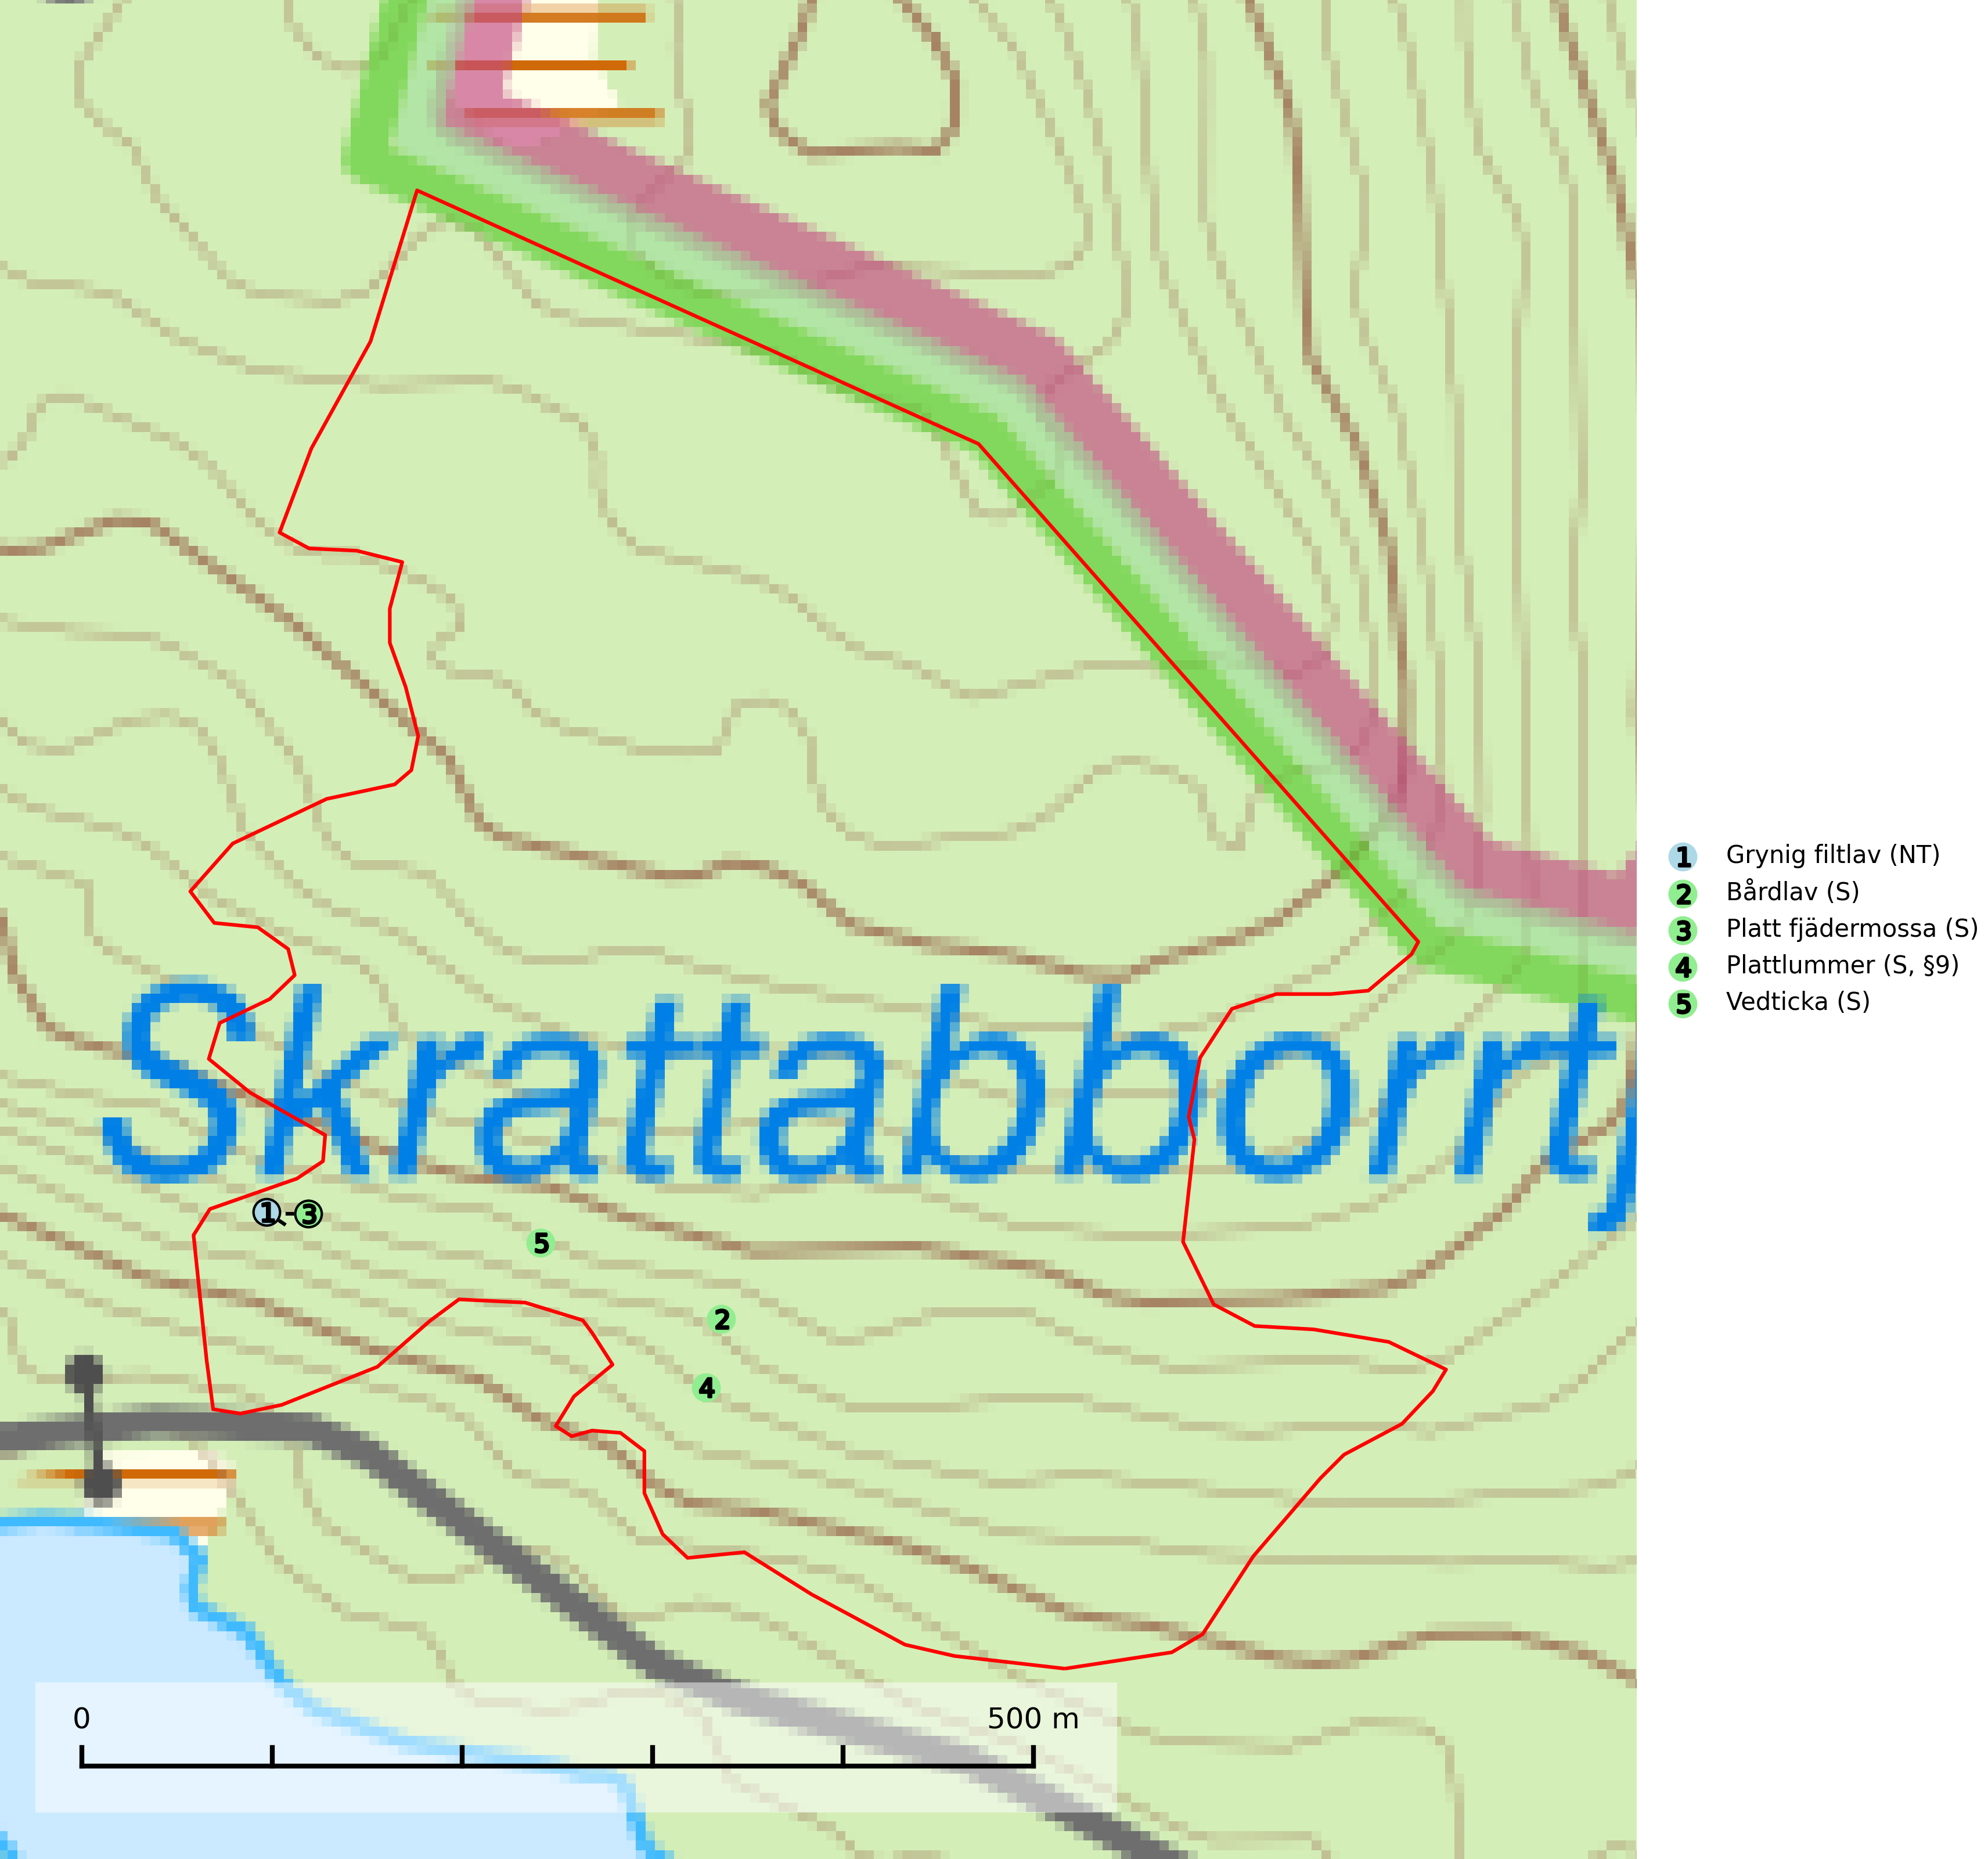 Skrattabborrtj
1 3
5
2
4
0 500 m
1 Grynig filtlav (NT)
2 Bårdlav (S)
3 Platt fjädermossa (S)
4 Plattlummer (S, §9)
5 Vedticka (S)